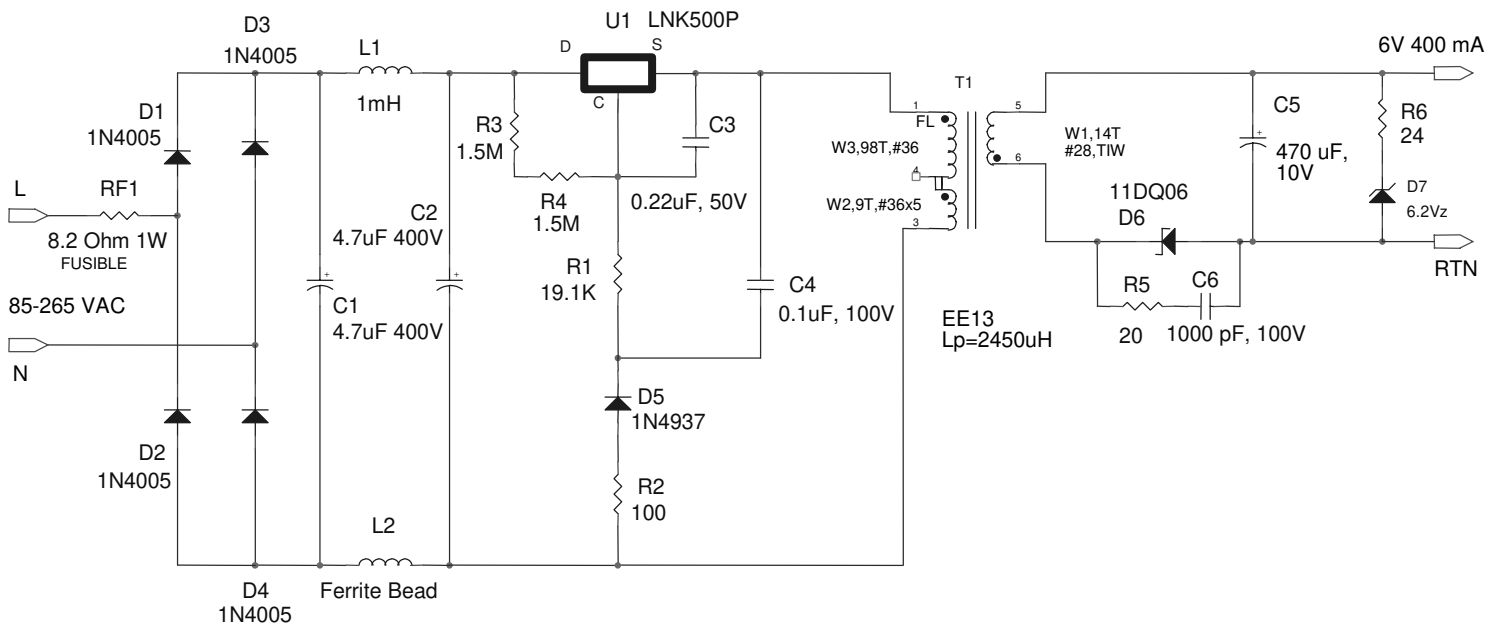 D3
1N4005
L1
1mH
U1 LNK500P
D
S
C
6V 400 mA
T1
D1
1N4005
R3
1.5M
C3
1
FL
5
W3,98T,#36
W1,14T
#28,TIW
6
C5
470 uF,
10V
R6
24
L
RF1
8.2 Ohm 1W
FUSIBLE
R4
1.5M
0.22uF, 50V
4
W2,9T,#36x5
3
11DQ06
D6
D7
6.2Vz
C2
4.7uF 400V
R1
19.1K
C4
0.1uF, 100V
RTN
85-265 VAC
C1
4.7uF 400V
EE13
Lp=2450uH
R5
20
C6
1000 pF, 100V
N
D5
1N4937
D2
1N4005
R2
100
L2
Ferrite Bead
D4
1N4005
+
+
+